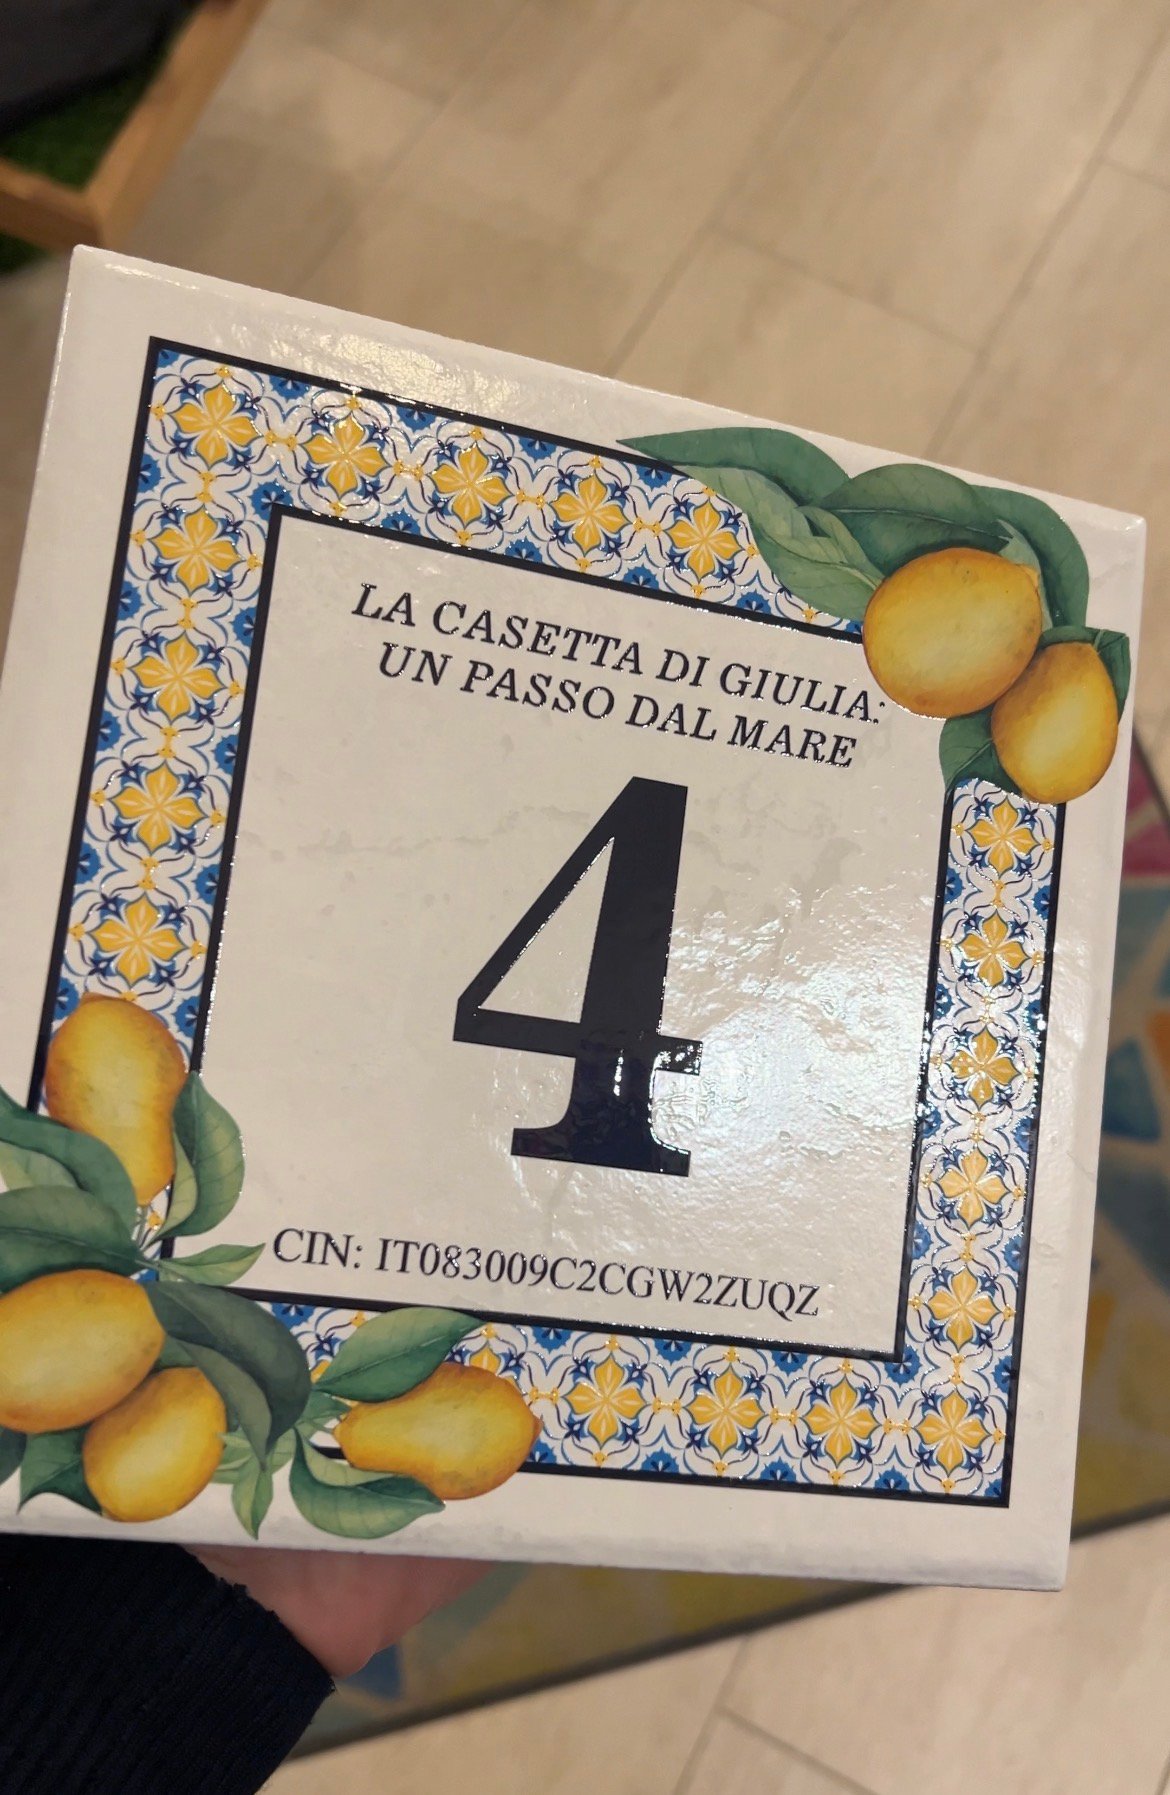 LA CASETTA DI GIULIA:
UN PASSO DAL MARE
4
CIN: IT083009C2CGW2ZUQZ